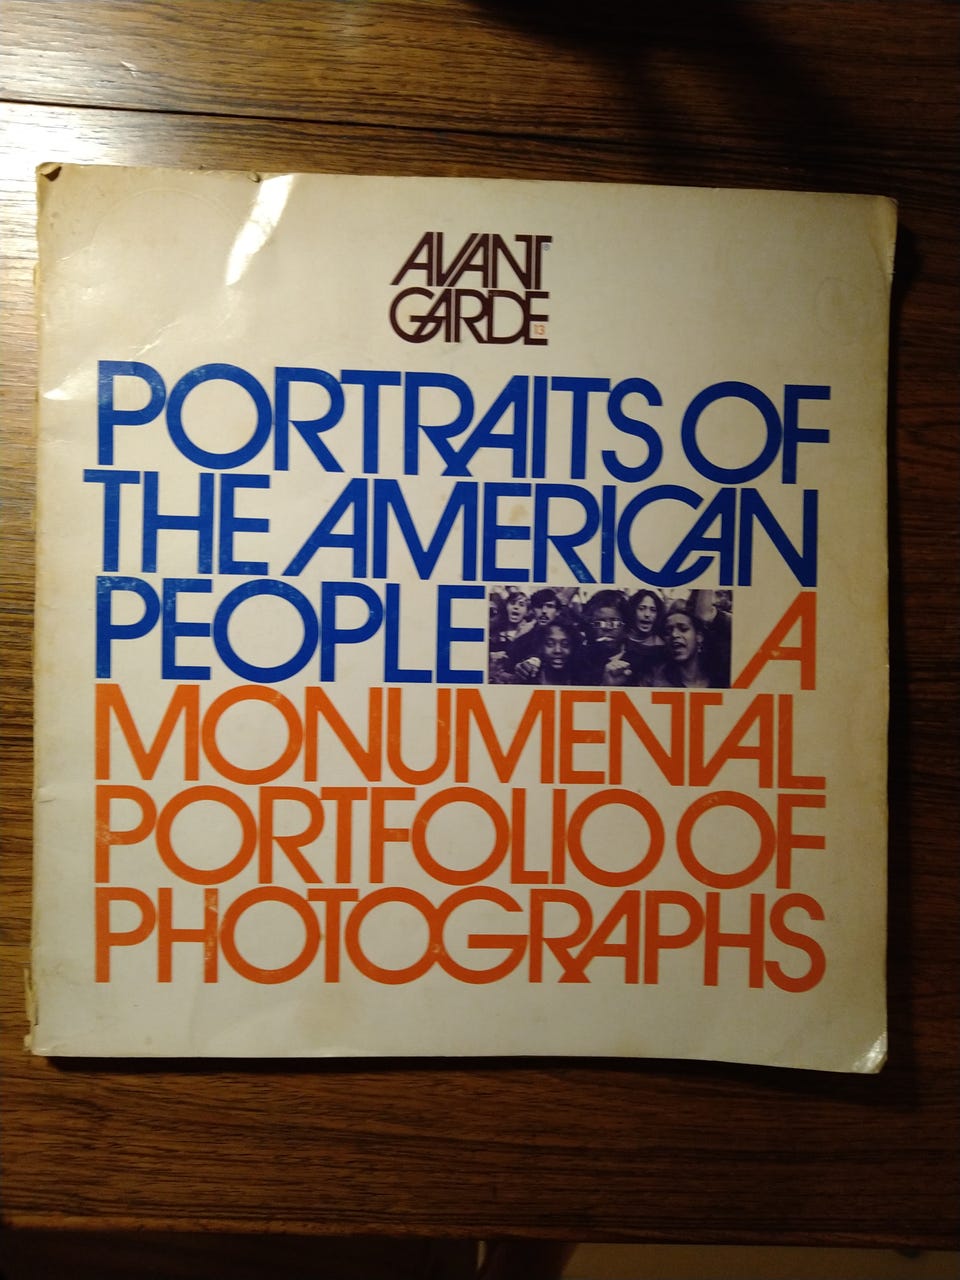 AVANT
GARDE
13
PORTRAITS OF
THE AMERICAN
PEOPLE A
MONUMENTAL
PORTFOLIO OF
PHOTOGRAPHS